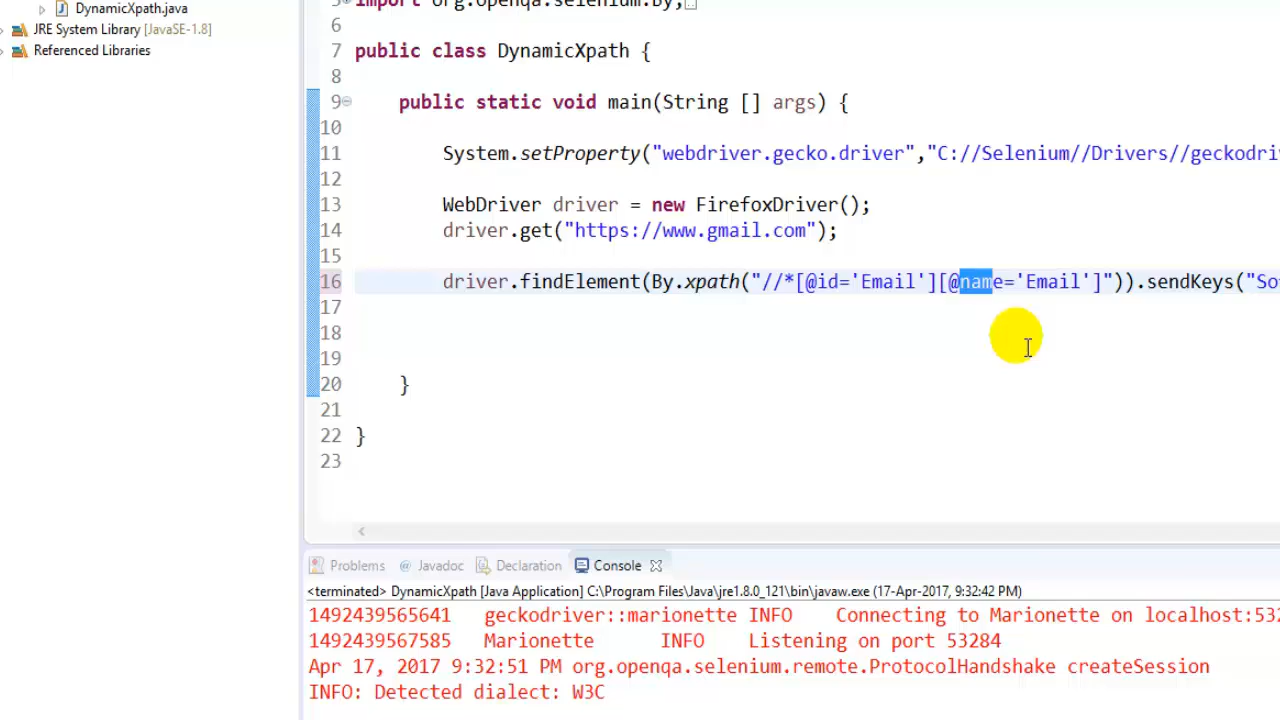 DynamicXpath.java
JRE System Library [JavaSE-1.8]
Referenced Libraries
import org.openqa.selenium.By;
6
7 public class DynamicXpath {
8
9 public static void main(String [] args) {
10
11 System.setProperty("webdriver.gecko.driver","C://Selenium//Drivers//geckodri
12
13 WebDriver driver = new FirefoxDriver();
14 driver.get("https://www.gmail.com");
15
16 driver.findElement(By.xpath("//*[@id='Email'][@name='Email']")).sendKeys("So
17
18
19
20 }
21
22 }
23
Problems @ Javadoc Declaration Console
<terminated> DynamicXpath [Java Application] C:\Program Files\Java\jre1.8.0_121\bin\javaw.exe (17-Apr-2017, 9:32:42 PM)
1492439565641 geckodriver::marionette INFO Connecting to Marionette on localhost:532
1492439567585 Marionette INFO Listening on port 53284
Apr 17, 2017 9:32:51 PM org.openqa.selenium.remote.ProtocolHandshake createSession
INFO: Detected dialect: W3C